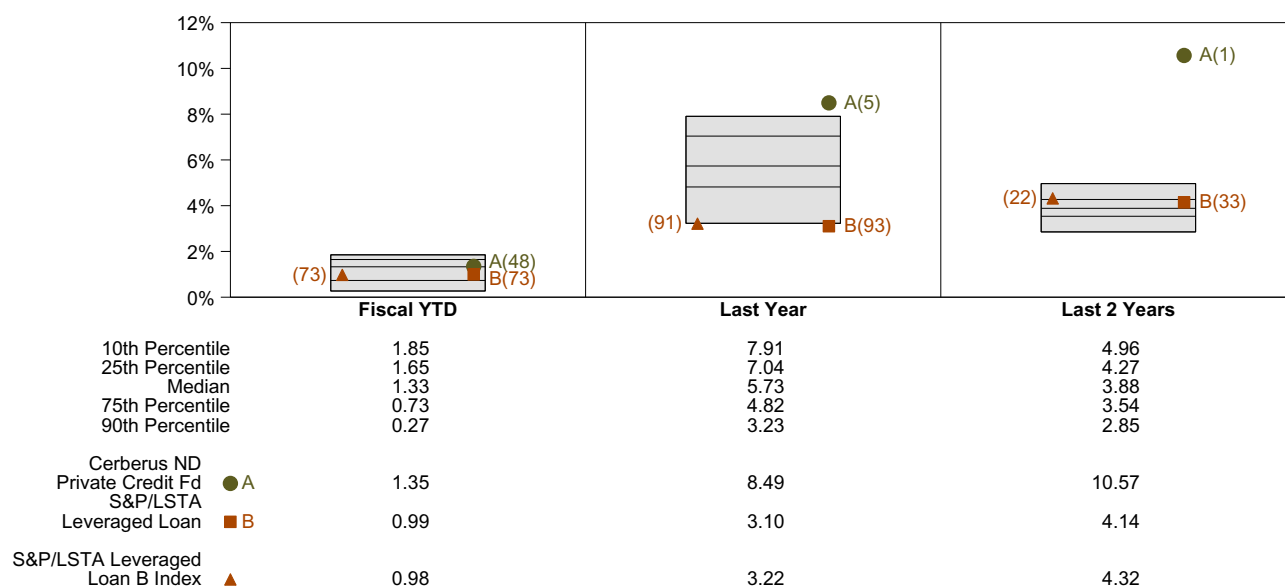 12%
10%
8%
6%
4%
2%
0%
(73)
A(48)
B(73)
(91)
A(5)
B(93)
(22)
A(1)
B(33)
Fiscal YTD Last Year Last 2 Years
10th Percentile 1.85 7.91 4.96
25th Percentile 1.65 7.04 4.27
Median 1.33 5.73 3.88
75th Percentile 0.73 4.82 3.54
90th Percentile 0.27 3.23 2.85
Cerberus ND
Private Credit Fd A 1.35 8.49 10.57
S&P/LSTA
Leveraged Loan B 0.99 3.10 4.14
S&P/LSTA Leveraged
Loan B Index 0.98 3.22 4.32